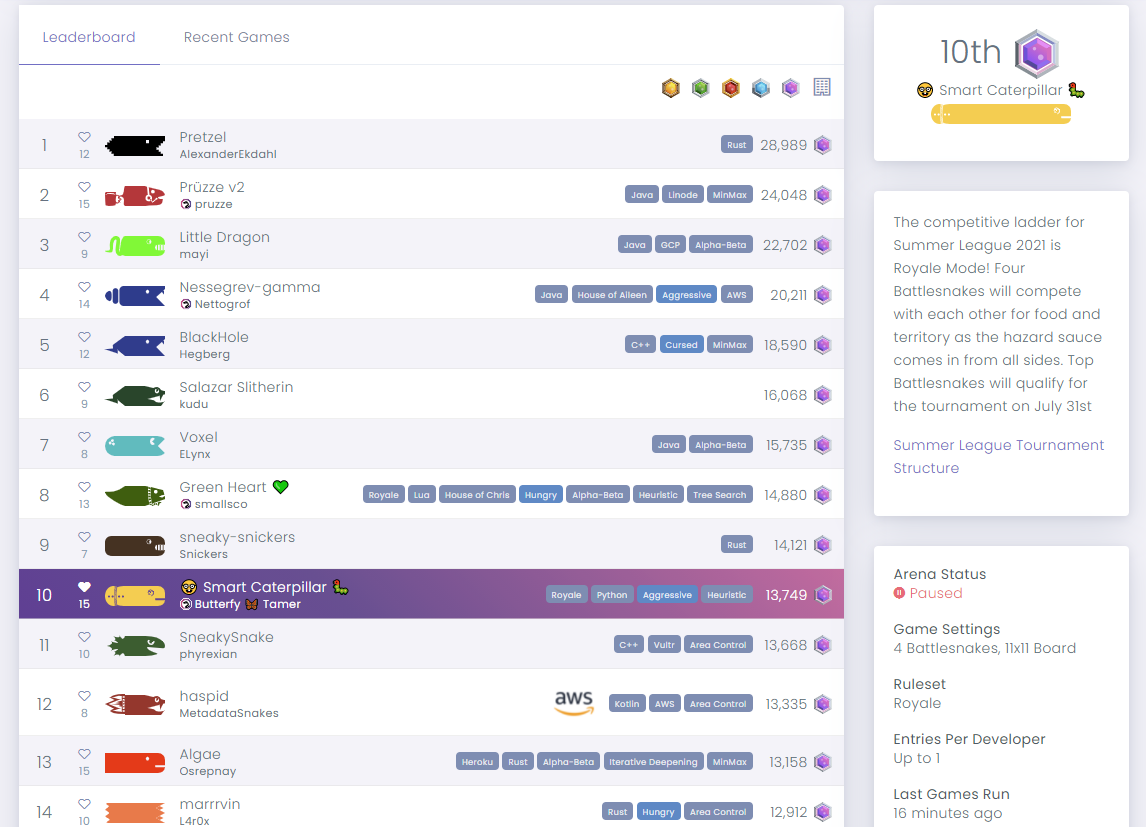 Leaderboard
Recent Games
1
12
Pretzel
AlexanderEkdahl
Rust
28,989
2
15
Prüzze v2
pruzze
Java
Linode
MinMax
24,048
3
9
Little Dragon
mayi
Java
GCP
Alpha-Beta
22,702
4
14
Nessegrev-gamma
Nettogrof
Java
House of Aileen
Aggressive
AWS
20,211
5
12
BlackHole
Hegberg
C++
Cursed
MinMax
18,590
6
9
Salazar Slitherin
kudu
16,068
7
8
Voxel
ELynx
Java
Alpha-Beta
15,735
8
13
Green Heart 💚
smallsco
Royale
Lua
House of Chris
Hungry
Alpha-Beta
Heuristic
Tree Search
14,880
9
7
sneaky-snickers
Snickers
Rust
14,121
10
15
🤓 Smart Caterpillar 🐛
Butterfy 🦋 Tamer
Royale
Python
Aggressive
Heuristic
13,749
11
10
SneakySnake
phyrexian
C++
Vultr
Area Control
13,668
12
8
haspid
MetadataSnakes
aws
Kotlin
AWS
Area Control
13,335
13
15
Algae
Osrepnay
Heroku
Rust
Alpha-Beta
Iterative Deepening
MinMax
13,158
14
10
marrrvin
L4r0x
Rust
Hungry
Area Control
12,912
10th
🤓 Smart Caterpillar 🐛
The competitive ladder for
Summer League 2021 is
Royale Mode! Four
Battlesnakes will compete
with each other for food and
territory as the hazard sauce
comes in from all sides. Top
Battlesnakes will qualify for
the tournament on July 31st
Summer League Tournament
Structure
Arena Status
Paused
Game Settings
4 Battlesnakes, 11x11 Board
Ruleset
Royale
Entries Per Developer
Up to 1
Last Games Run
16 minutes ago